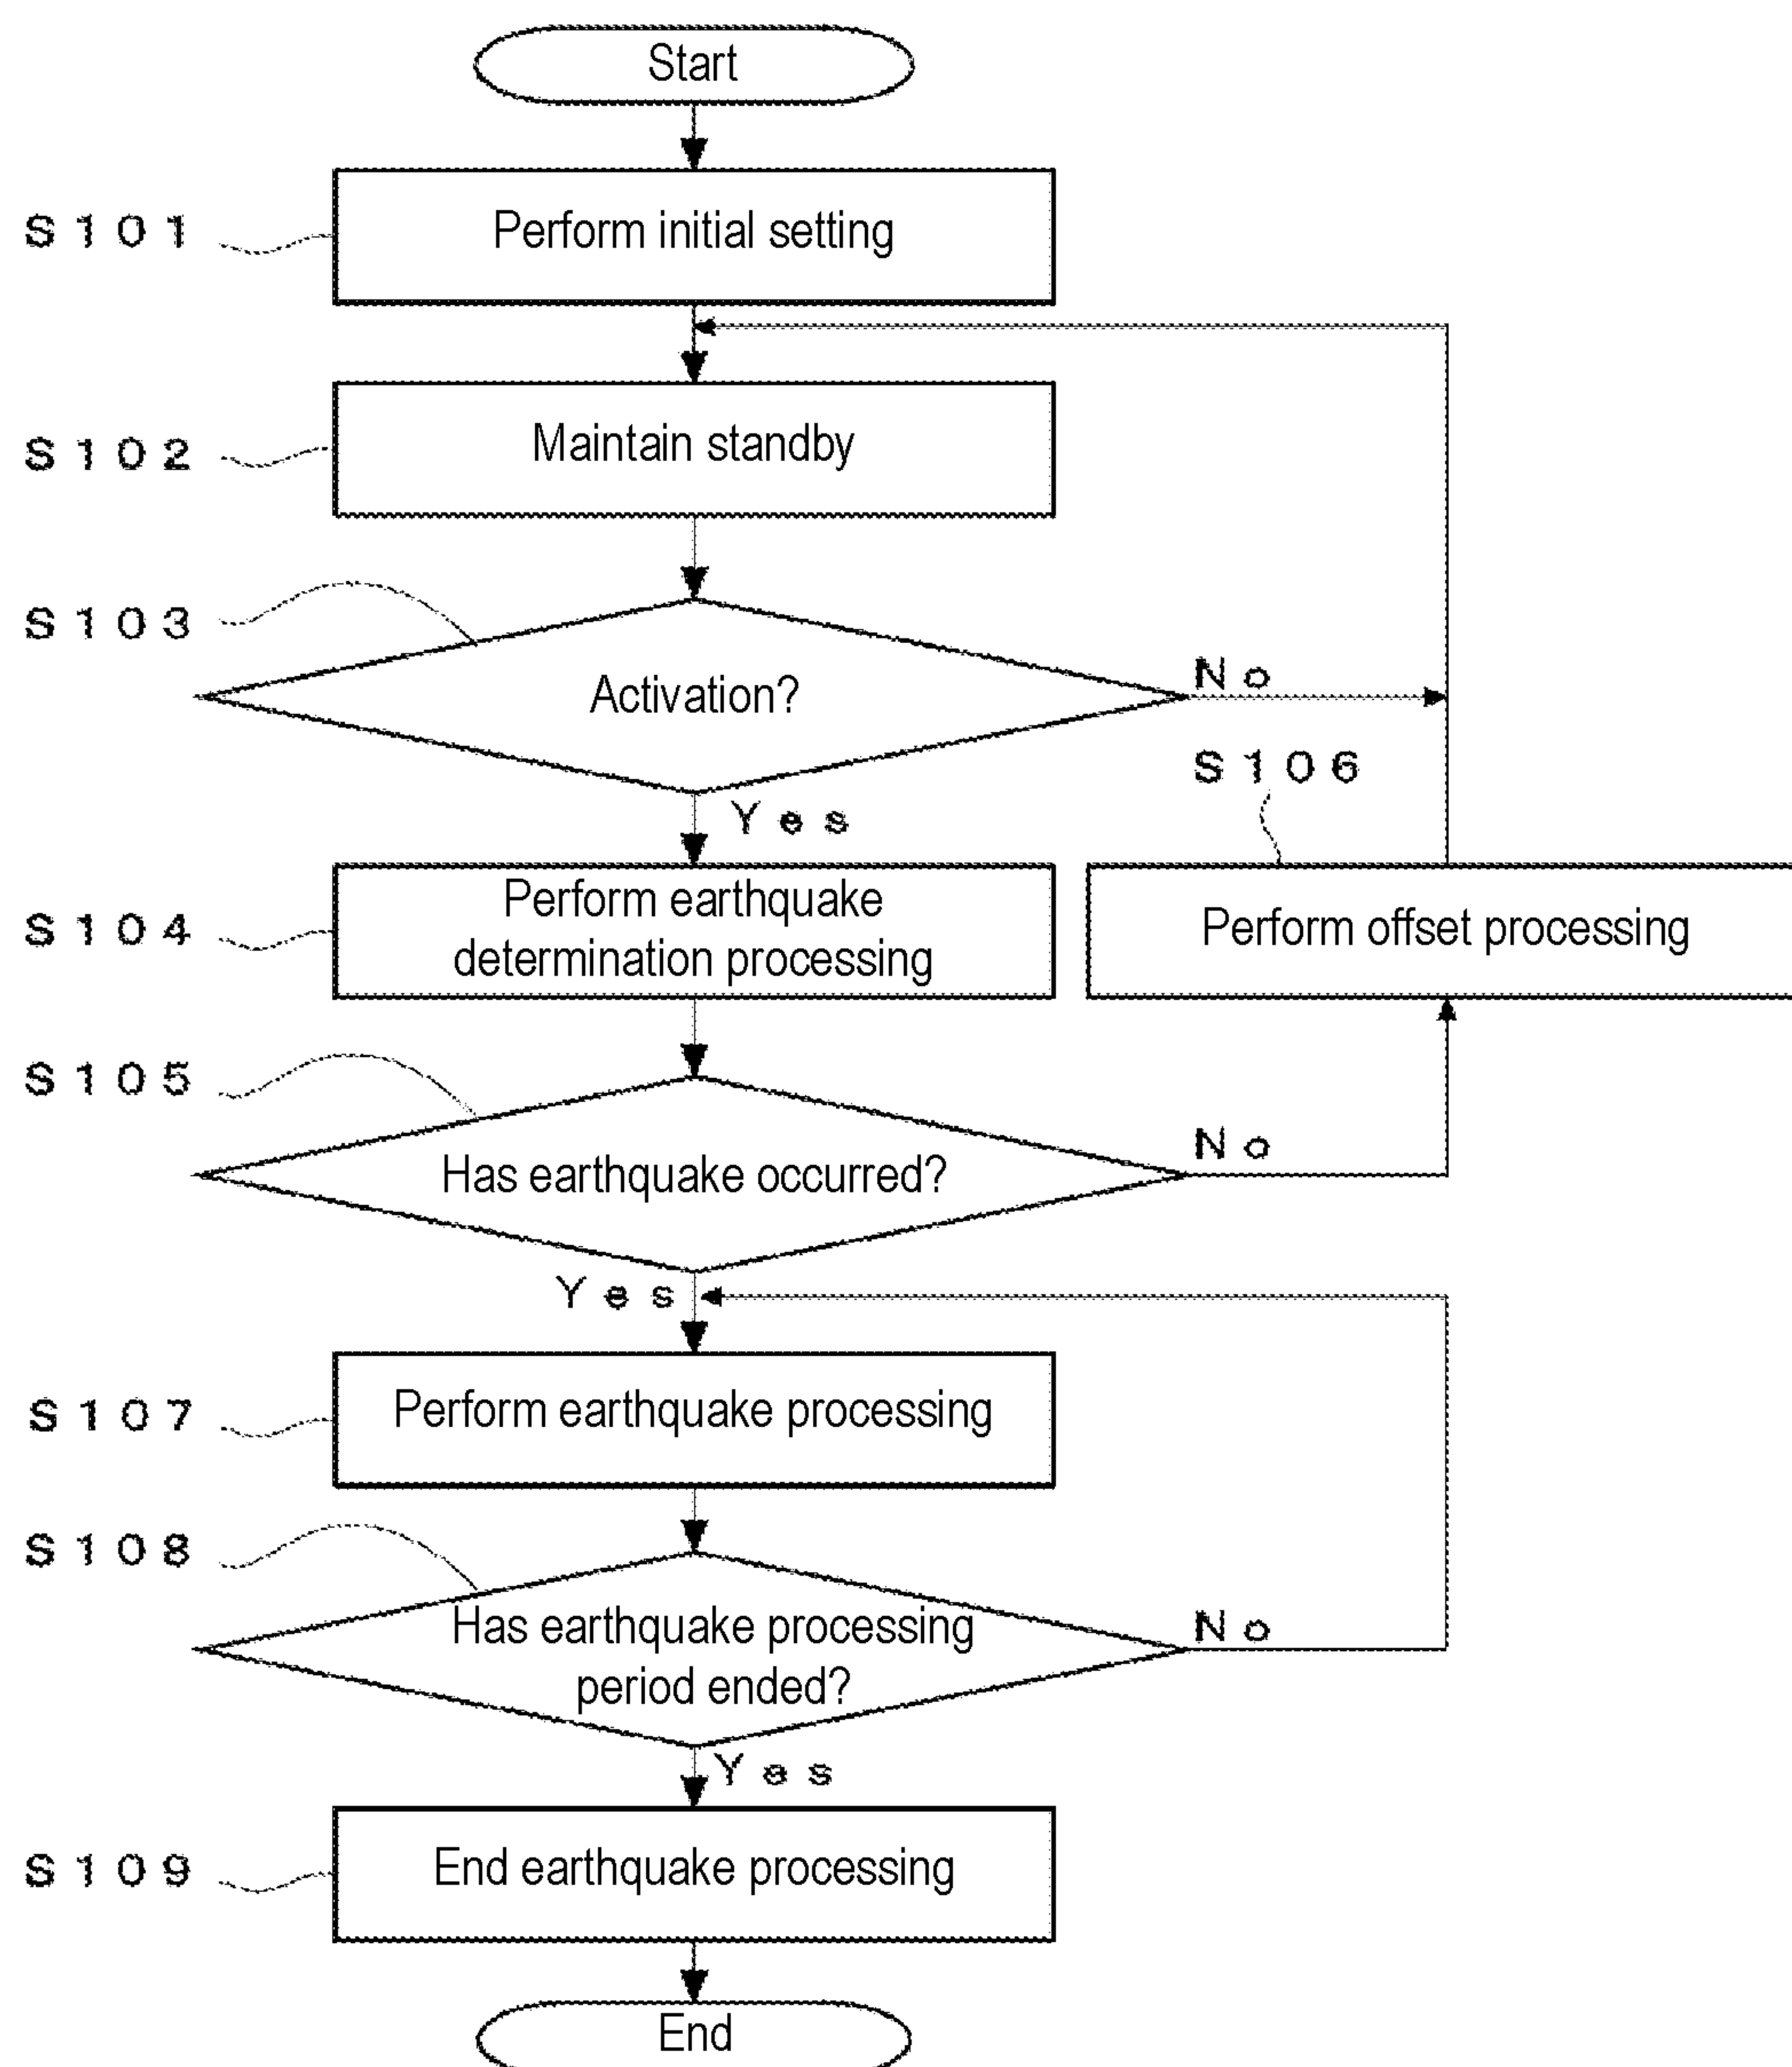 Start
S101
Perform initial setting
S102
Maintain standby
S103
Activation?
No
Yes
S106
S104
Perform earthquake
determination processing
Perform offset processing
S105
Has earthquake occurred?
No
Yes
S107
Perform earthquake processing
S108
Has earthquake processing
period ended?
No
Yes
S109
End earthquake processing
End